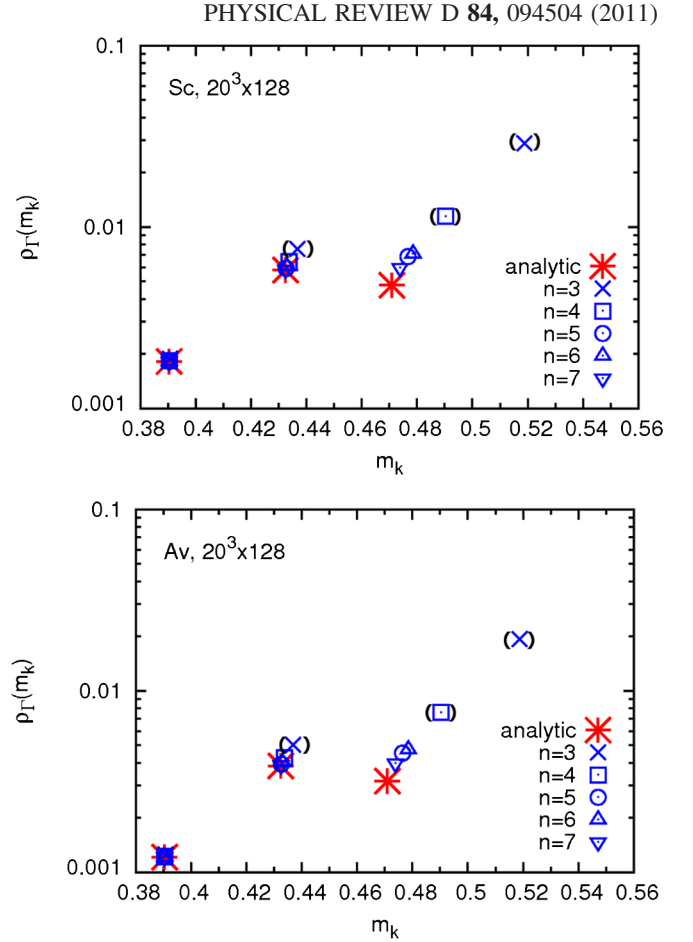 PHYSICAL REVIEW D 84, 094504 (2011)
0.1
Sc, 20³x128
ρΓ(mk)
0.01
analytic
n=3
n=4
n=5
n=6
n=7
0.001
0.38 0.4 0.42 0.44 0.46 0.48 0.5 0.52 0.54 0.56
mk
0.1
Av, 20³x128
ρΓ(mk)
0.01
analytic
n=3
n=4
n=5
n=6
n=7
0.001
0.38 0.4 0.42 0.44 0.46 0.48 0.5 0.52 0.54 0.56
mk